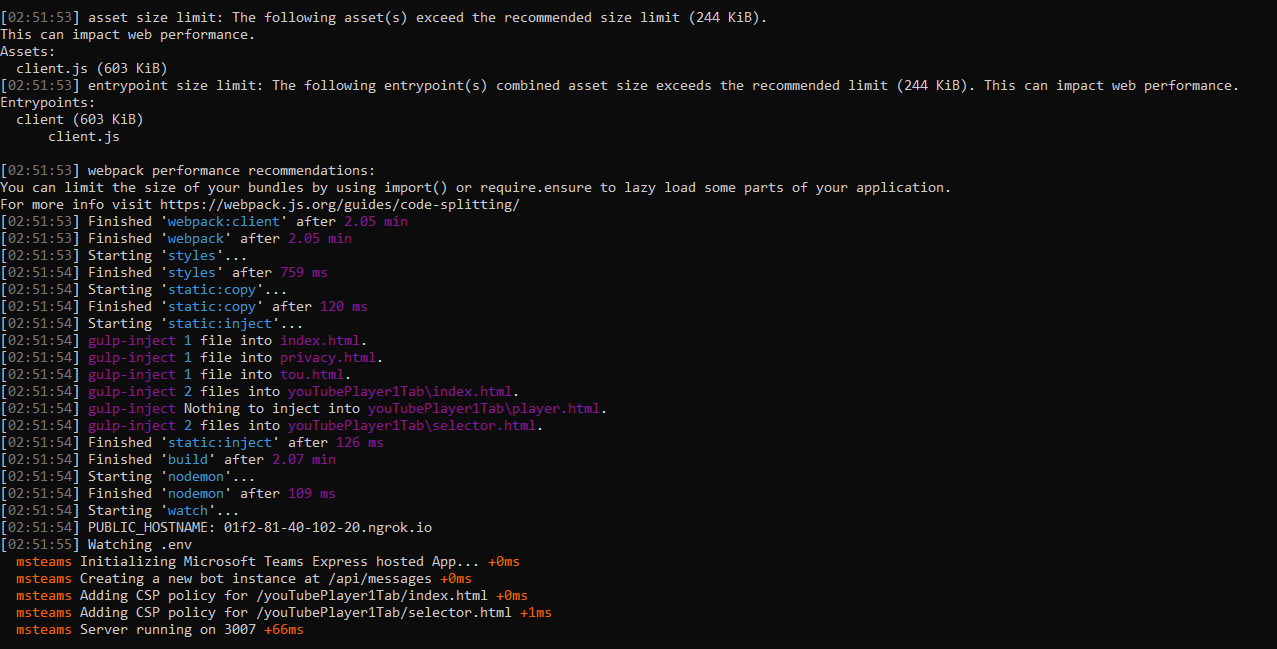 [02:51:53] asset size limit: The following asset(s) exceed the recommended size limit (244 KiB).
This can impact web performance.
Assets:
  client.js (603 KiB)
[02:51:53] entrypoint size limit: The following entrypoint(s) combined asset size exceeds the recommended limit (244 KiB). This can impact web performance.
Entrypoints:
  client (603 KiB)
      client.js

[02:51:53] webpack performance recommendations:
You can limit the size of your bundles by using import() or require.ensure to lazy load some parts of your application.
For more info visit https://webpack.js.org/guides/code-splitting/
[02:51:53] Finished 'webpack:client' after 2.05 min
[02:51:53] Finished 'webpack' after 2.05 min
[02:51:53] Starting 'styles'...
[02:51:54] Finished 'styles' after 759 ms
[02:51:54] Starting 'static:copy'...
[02:51:54] Finished 'static:copy' after 120 ms
[02:51:54] Starting 'static:inject'...
[02:51:54] gulp-inject 1 file into index.html.
[02:51:54] gulp-inject 1 file into privacy.html.
[02:51:54] gulp-inject 1 file into tou.html.
[02:51:54] gulp-inject 2 files into youTubePlayer1Tab\index.html.
[02:51:54] gulp-inject Nothing to inject into youTubePlayer1Tab\player.html.
[02:51:54] gulp-inject 2 files into youTubePlayer1Tab\selector.html.
[02:51:54] Finished 'static:inject' after 126 ms
[02:51:54] Finished 'build' after 2.07 min
[02:51:54] Starting 'nodemon'...
[02:51:54] Finished 'nodemon' after 109 ms
[02:51:54] Starting 'watch'...
[02:51:54] PUBLIC_HOSTNAME: 01f2-81-40-102-20.ngrok.io
[02:51:55] Watching .env
  msteams Initializing Microsoft Teams Express hosted App... +0ms
  msteams Creating a new bot instance at /api/messages +0ms
  msteams Adding CSP policy for /youTubePlayer1Tab/index.html +0ms
  msteams Adding CSP policy for /youTubePlayer1Tab/selector.html +1ms
  msteams Server running on 3007 +66ms